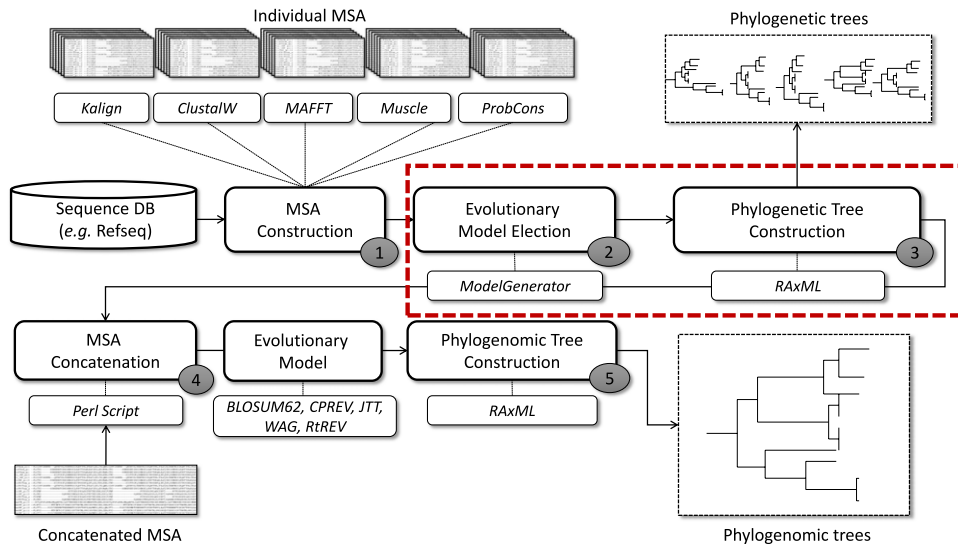 Individual MSA
Phylogenetic trees
Kalign
ClustalW
MAFFT
Muscle
ProbCons
Sequence DB
(e.g. Refseq)
MSA
Construction
1
Evolutionary
Model Election
2
Phylogenetic Tree
Construction
3
ModelGenerator
RAxML
MSA
Concatenation
4
Evolutionary
Model
Phylogenomic Tree
Construction
5
Perl Script
BLOSUM62, CPREV, JTT,
WAG, RtREV
RAxML
Concatenated MSA
Phylogenomic trees